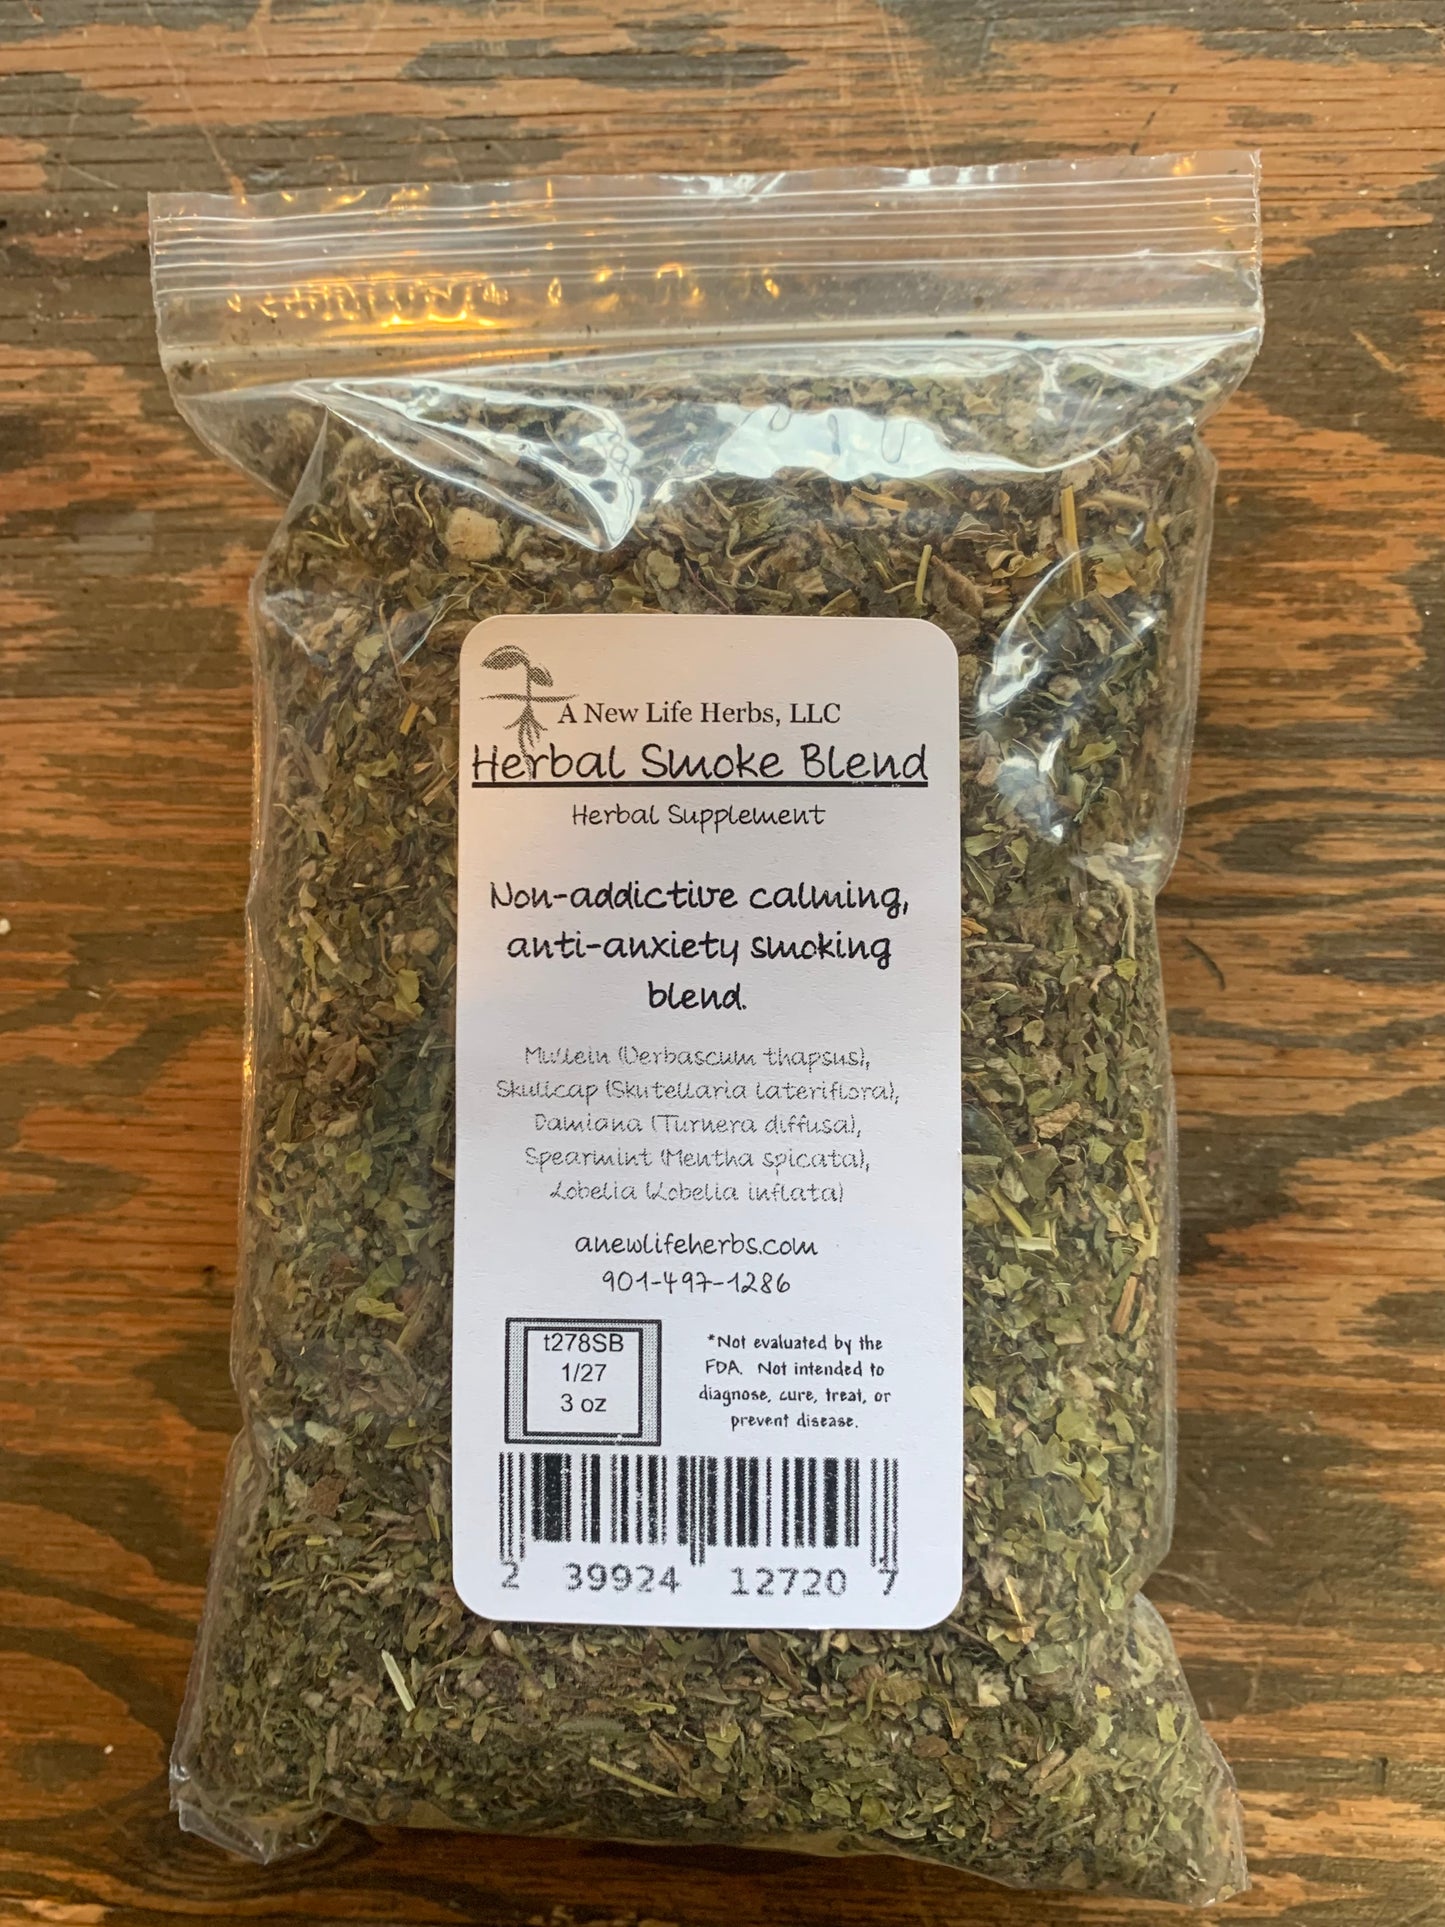 A New Life Herbs, LLC
Herbal Smoke Blend
Herbal Supplement
Non-addictive calming,
anti-anxiety smoking
blend.
Mullein (Verbascum thapsus),
Skullcap (Skutellaria lateriflora),
Damiana (Turnera diffusa),
Spearmint (Mentha spicata),
Lobelia (Lobelia inflata)
anewlifeherbs.com
901-497-1286
t278SB
1/27
3 oz
*Not evaluated by the
FDA. Not intended to
diagnose, cure, treat, or
prevent disease.
2 39924 12720 7